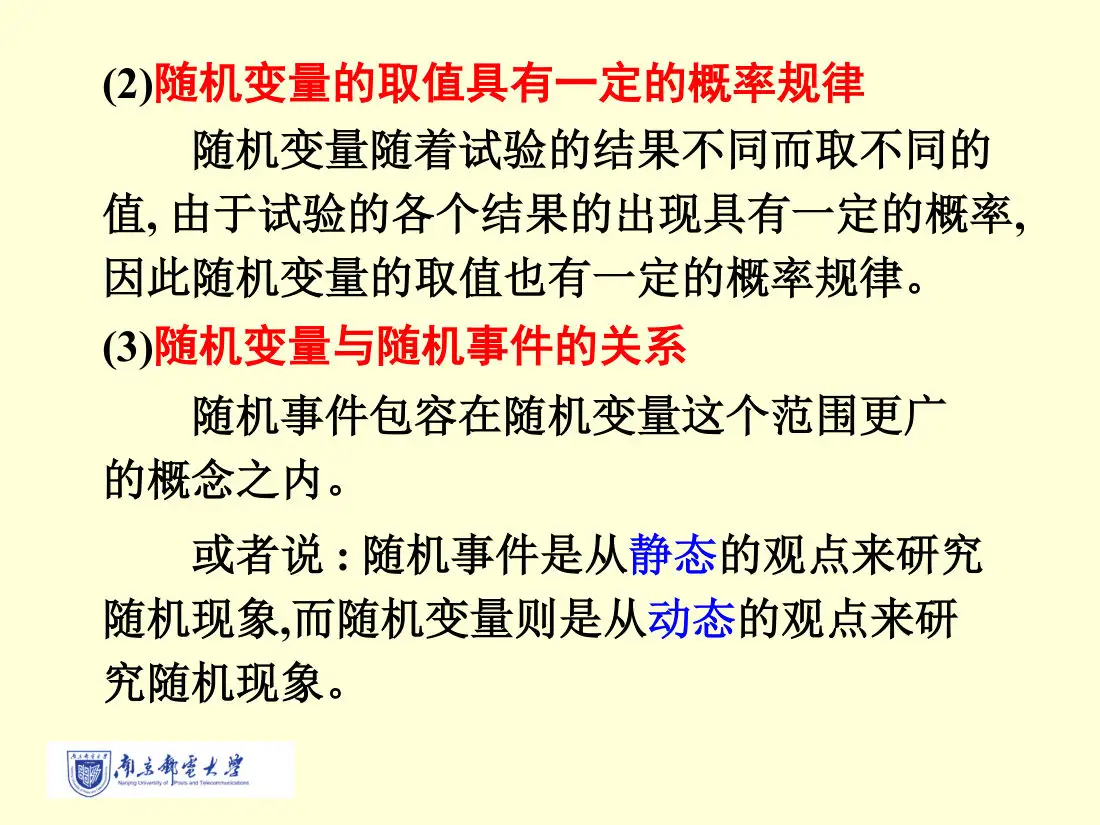 (2)随机变量的取值具有一定的概率规律
随机变量随着试验的结果不同而取不同的
值, 由于试验的各个结果的出现具有一定的概率,
因此随机变量的取值也有一定的概率规律。
(3)随机变量与随机事件的关系
随机事件包容在随机变量这个范围更广
的概念之内。
或者说 : 随机事件是从静态的观点来研究
随机现象,而随机变量则是从动态的观点来研
究随机现象。
南京邮电大学
Nanjing University of Posts and Telecommunications